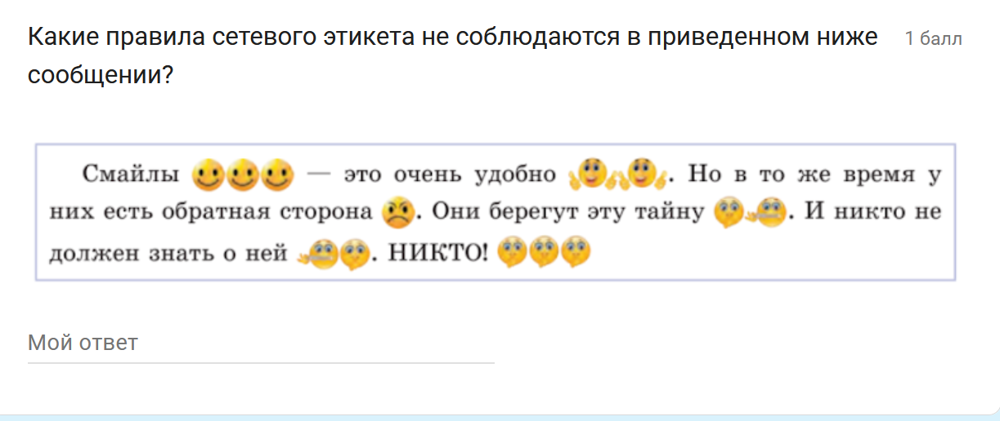 Какие правила сетевого этикета не соблюдаются в приведенном ниже 1 балл
сообщении?
Смайлы — это очень удобно . Но в то же время у
них есть обратная сторона . Они берегут эту тайну . И никто не
должен знать о ней . НИКТО!
Мой ответ